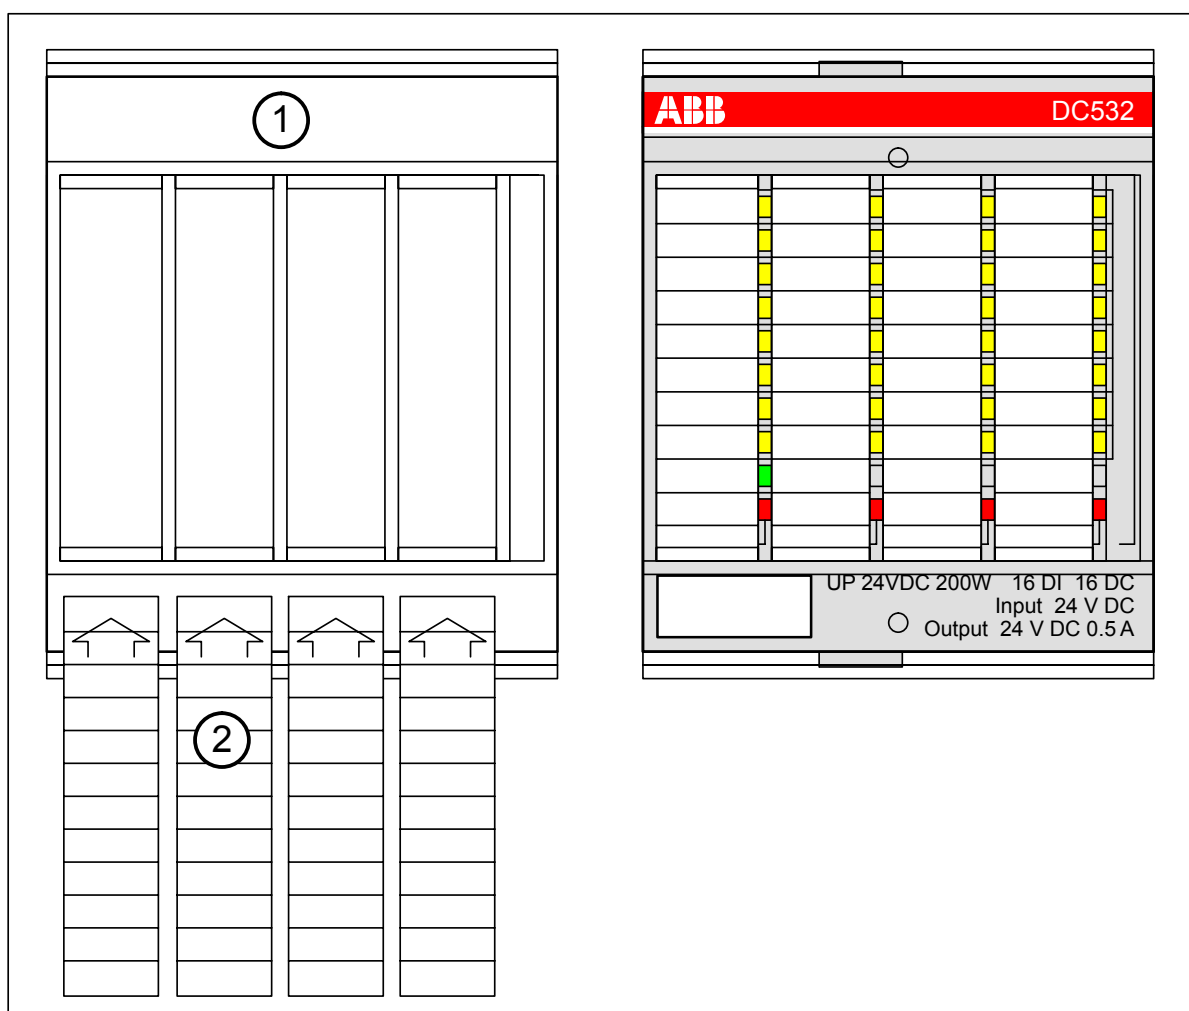 1
ABB DC532
UP 24VDC 200W 16 DI 16 DC
Input 24 V DC
Output 24 V DC 0.5 A
2